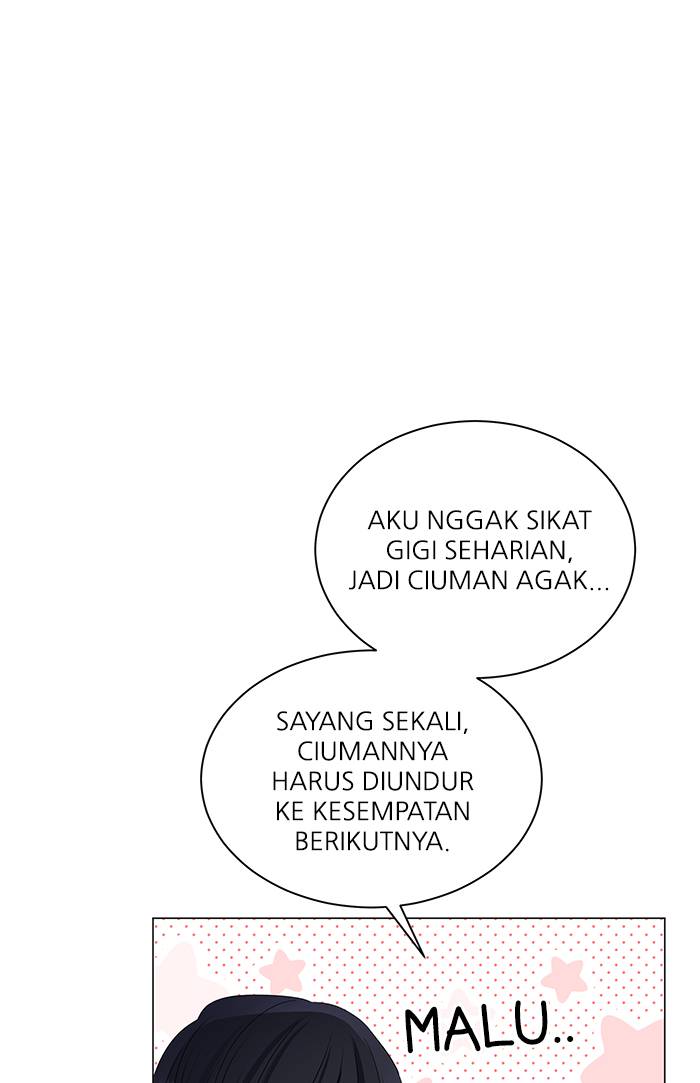 AKU NGGAK SIKAT
GIGI SEHARIAN,
JADI CIUMAN AGAK...
SAYANG SEKALI,
CIUMANNYA
HARUS DIUNDUR
KE KESEMPATAN
BERIKUTNYA.
MALU..